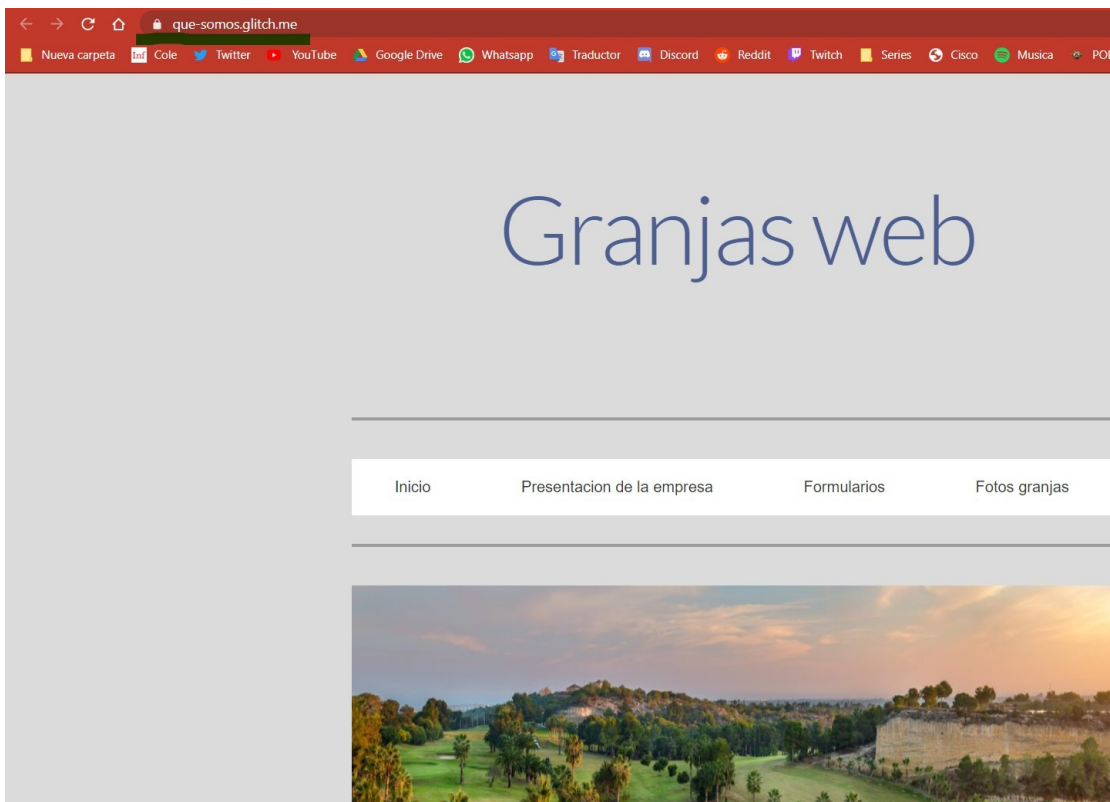 que-somos.glitch.me
Nueva carpeta Inf Cole Twitter YouTube Google Drive Whatsapp Traductor Discord Reddit Twitch Series Cisco Musica
Granjas web
Inicio Presentacion de la empresa Formularios Fotos granjas